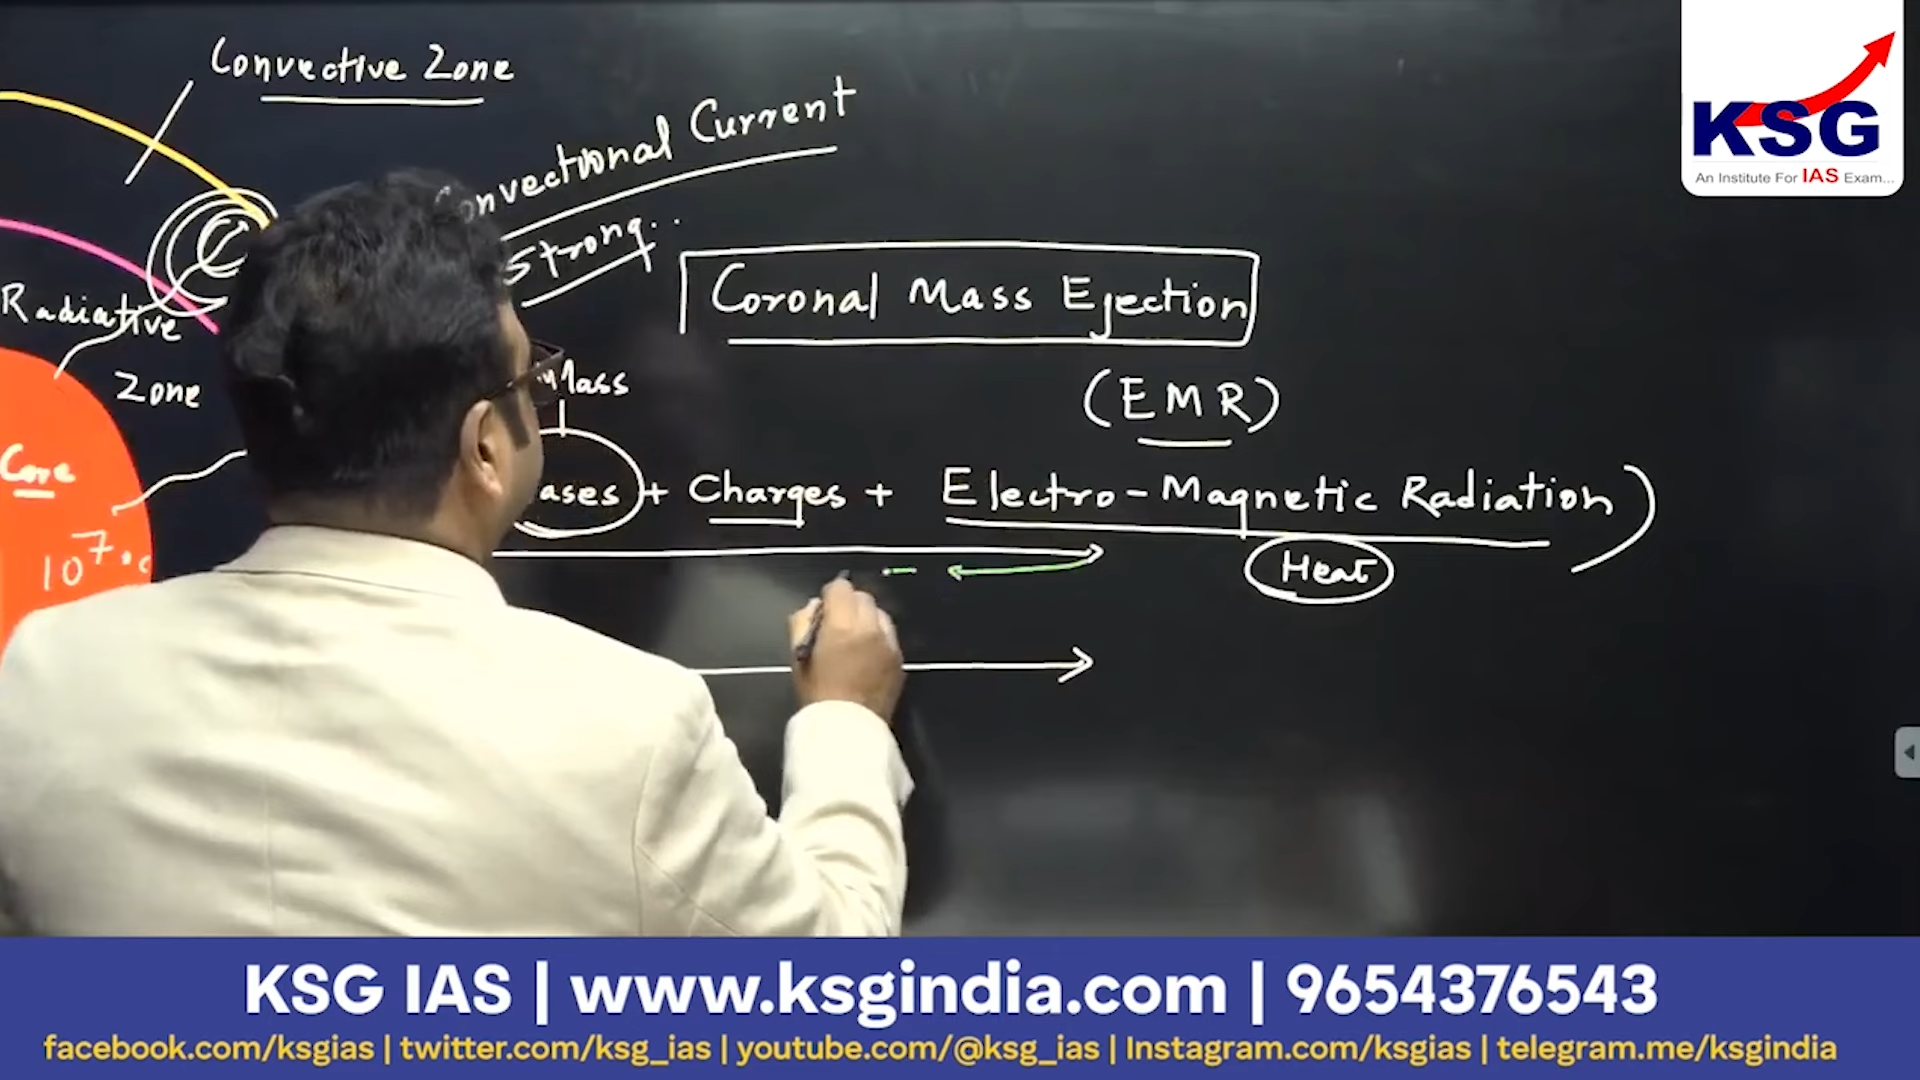 Convective Zone
Current
Strong..
Coronal Mass Ejection
Radiative
Zone
Mass
(EMR)
Core
ases + Charges + Electro-Magnetic Radiation)
Heat
10⁷°c
KSG
An Institute For IAS Exam...
KSG IAS | www.ksgindia.com | 9654376543
facebook.com/ksgias | twitter.com/ksg_ias | youtube.com/@ksg_ias | Instagram.com/ksgias | telegram.me/ksgindia